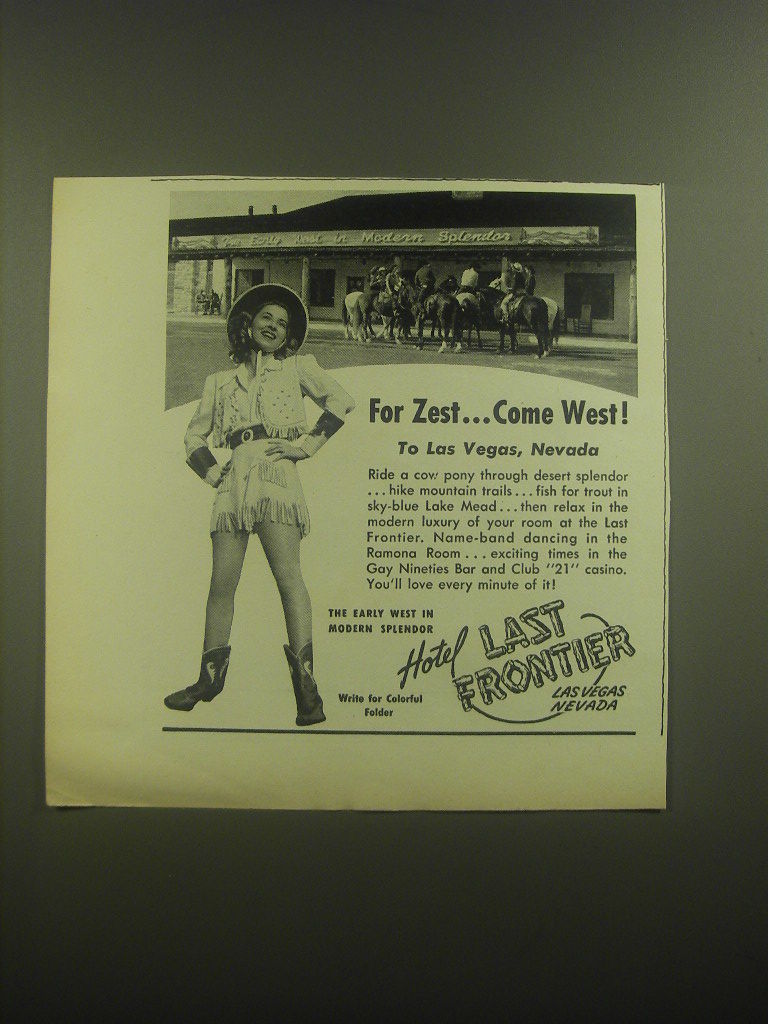 The Early West in Modern Splendor
For Zest...Come West!
To Las Vegas, Nevada
Ride a cow pony through desert splendor
...hike mountain trails...fish for trout in
sky-blue Lake Mead...then relax in the
modern luxury of your room at the Last
Frontier. Name-band dancing in the
Ramona Room...exciting times in the
Gay Nineties Bar and Club "21" casino.
You'll love every minute of it!
THE EARLY WEST IN
MODERN SPLENDOR
Hotel LAST
FRONTIER
LAS VEGAS
NEVADA
Write for Colorful
Folder